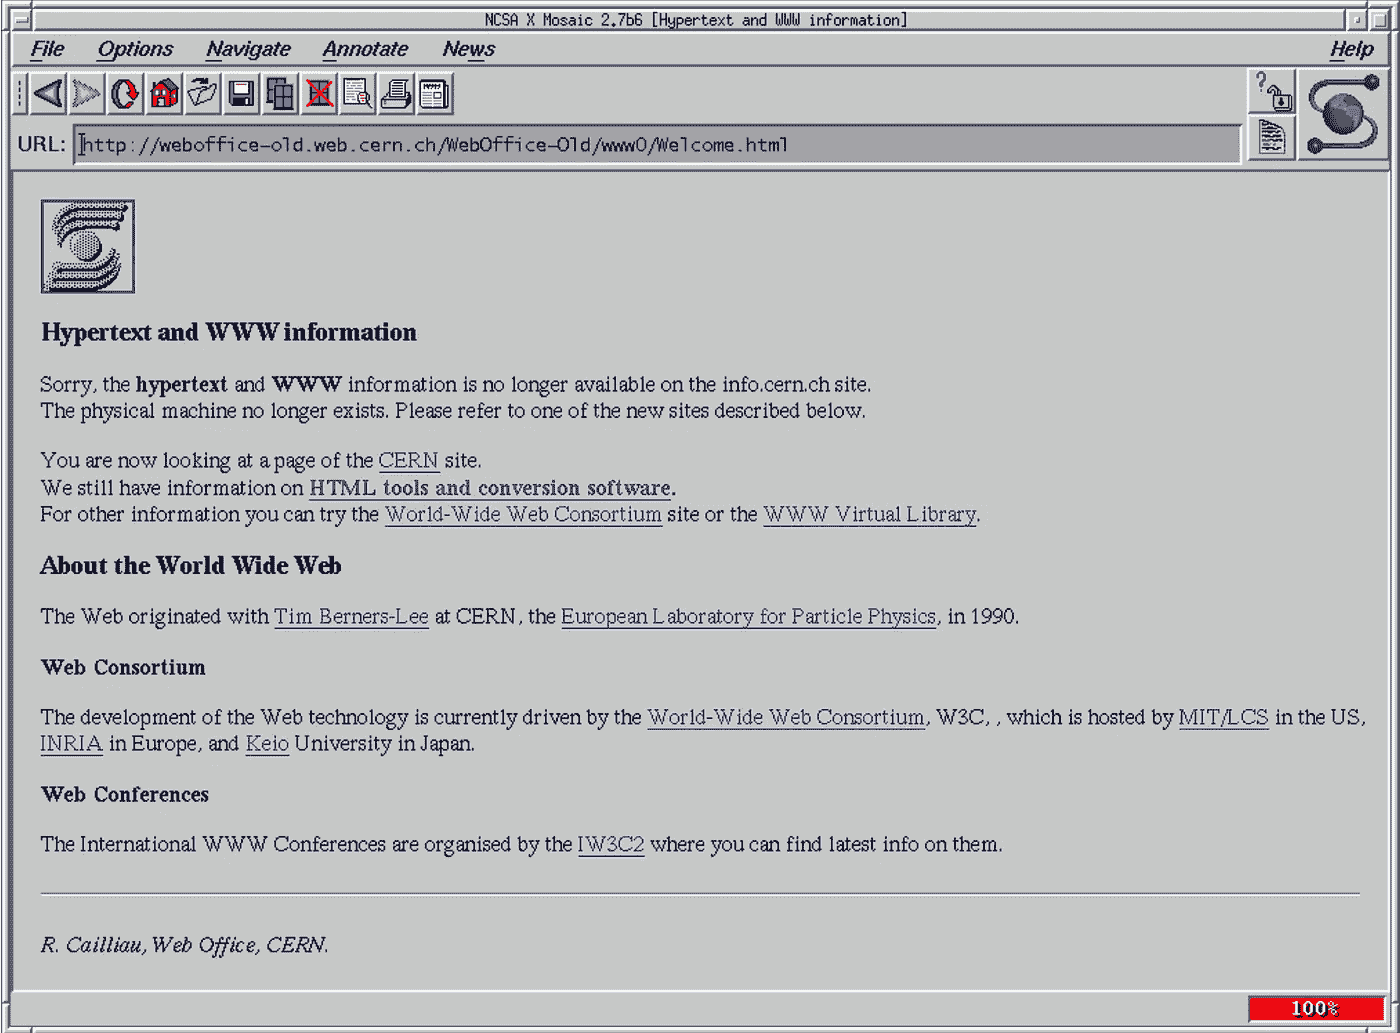 NCSA X Mosaic 2.7b6 [Hypertext and WWW information]
File Options Navigate Annotate News Help
URL: http://weboffice-old.web.cern.ch/WebOffice-Old/www0/Welcome.html
Hypertext and WWW information
Sorry, the hypertext and WWW information is no longer available on the info.cern.ch site.
The physical machine no longer exists. Please refer to one of the new sites described below.
You are now looking at a page of the CERN site.
We still have information on HTML tools and conversion software.
For other information you can try the World-Wide Web Consortium site or the WWW Virtual Library.
About the World Wide Web
The Web originated with Tim Berners-Lee at CERN, the European Laboratory for Particle Physics, in 1990.
Web Consortium
The development of the Web technology is currently driven by the World-Wide Web Consortium, W3C, , which is hosted by MIT/LCS in the US,
INRIA in Europe, and Keio University in Japan.
Web Conferences
The International WWW Conferences are organised by the IW3C2 where you can find latest info on them.
R. Cailliau, Web Office, CERN.
100%